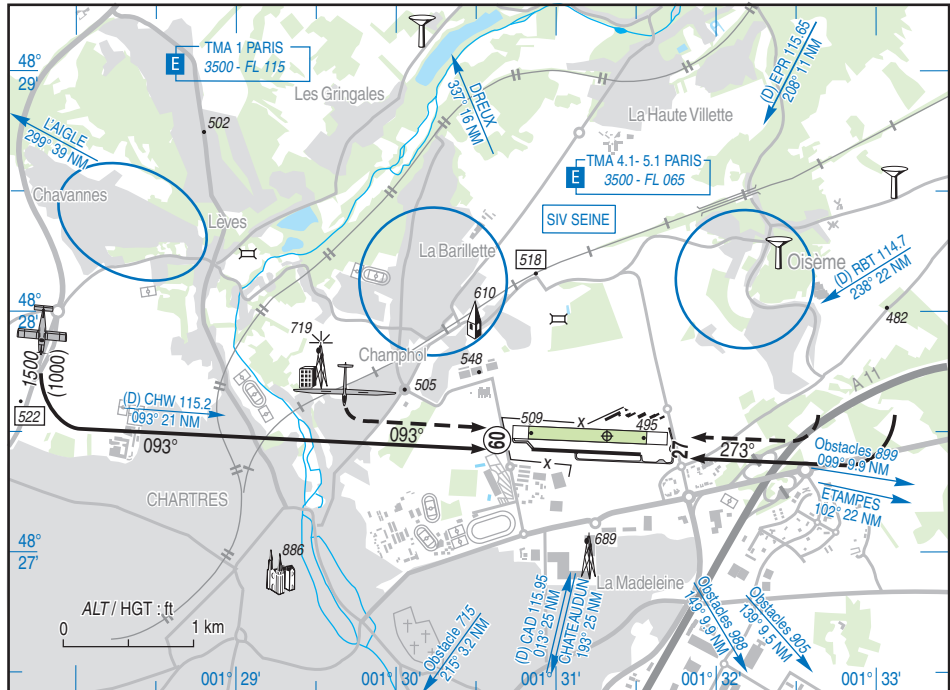 48°
29'
TMA 1 PARIS
E
3500 - FL 115
Les Gringales
502
L'AIGLE
299° 39 NM
DREUX
337° 16 NM
La Haute Villette
(D) EPR 115.65
208° 11 NM
TMA 4.1- 5.1 PARIS
E
3500 - FL 065
SIV SEINE
Chavannes
Lèves
La Barillette
518
Oisème
(D) RBT 114.7
238° 22 NM
48°
28'
610
482
719
Champhol
548
505
1500
(1000)
522
(D) CHW 115.2
093° 21 NM
093°
093°
09
509
x
495
27
273°
A 11
x
Obstacles 899
099° 9.9 NM
ETAMPES
102° 22 NM
CHARTRES
48°
27'
886
689
La Madeleine
ALT / HGT : ft
0
1 km
Obstacle 715
215° 3.2 NM
(D) CAD 115.95
013° 25 NM
CHATEAUDUN
193° 25 NM
Obstacles 988
149° 9.9 NM
Obstacles 905
139° 9.5 NM
001° 29'
001° 30'
001° 31'
001° 32'
001° 33'